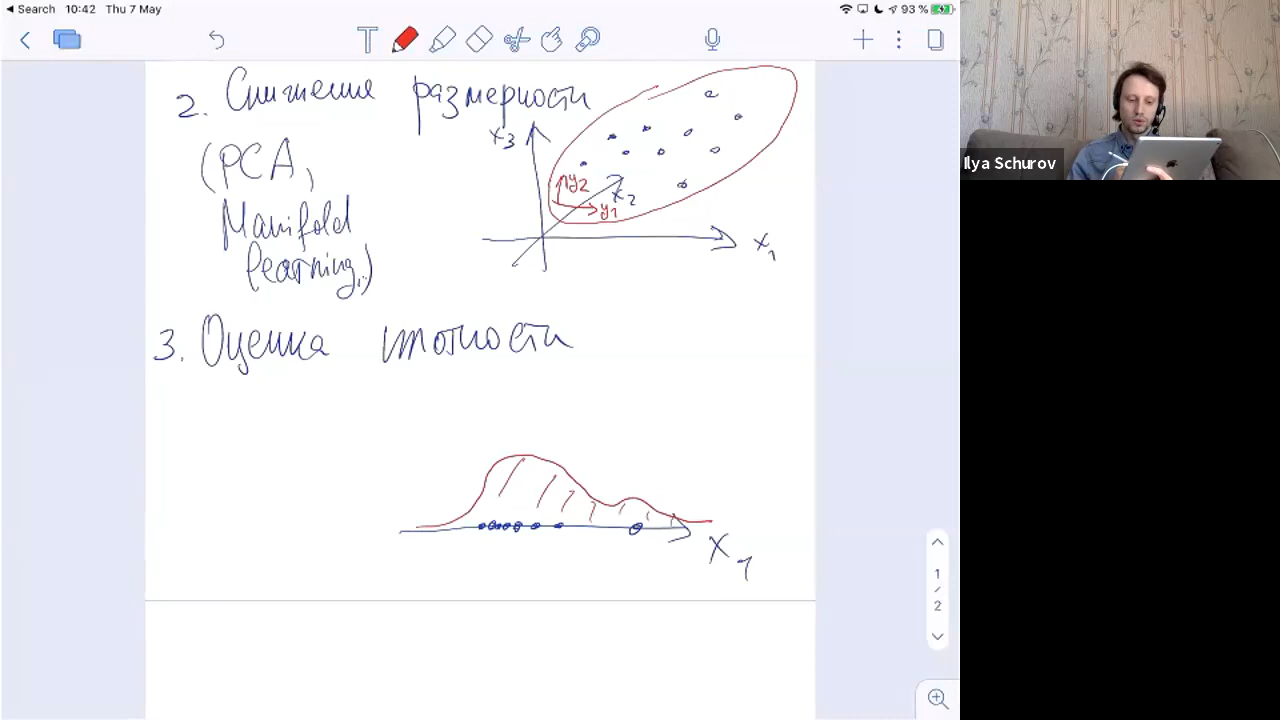 Search 10:42 Thu 7 May 93 %
T
2. Снижение размерности
(PCA,
Manifold
learning,..)
x3
y2
x2
y1
x1
3. Оценка плотности
x1
1
/
2
Ilya Schurov